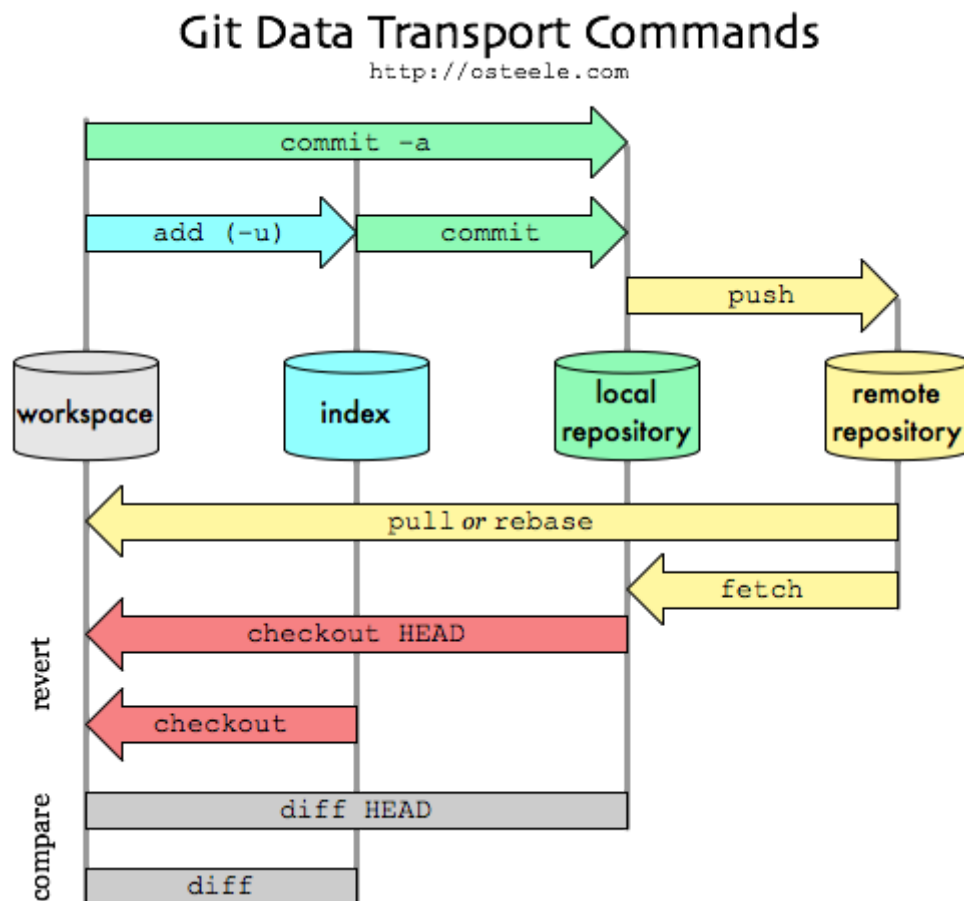 Git Data Transport Commands
http://osteele.com
commit -a
add (-u)
commit
push
workspace
index
local
repository
remote
repository
pull or rebase
fetch
revert
checkout HEAD
checkout
compare
diff HEAD
diff